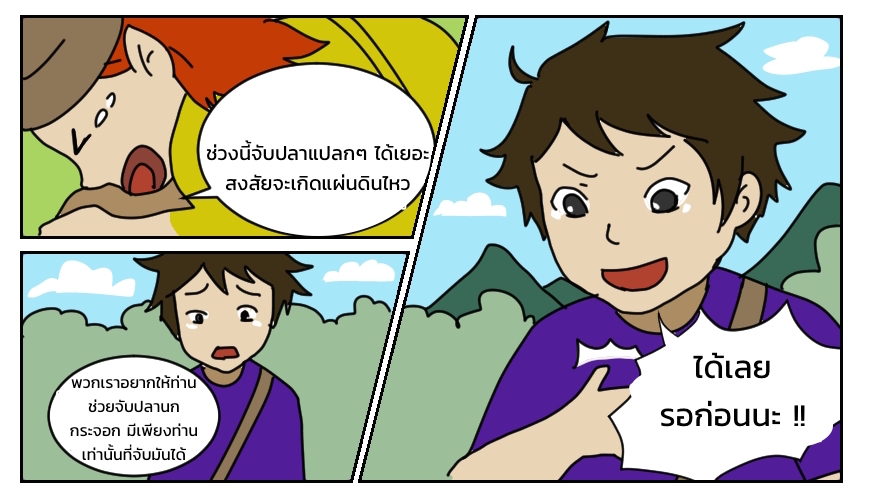 ช่วงนี้จับปลาแปลกๆ ได้เยอะ
สงสัยจะเกิดแผ่นดินไหว
พวกเราอยากให้ท่าน
ช่วยจับปลานก
กระจอก มีเพียงท่าน
เท่านั้นที่จับมันได้
ได้เลย
รอก่อนนะ !!